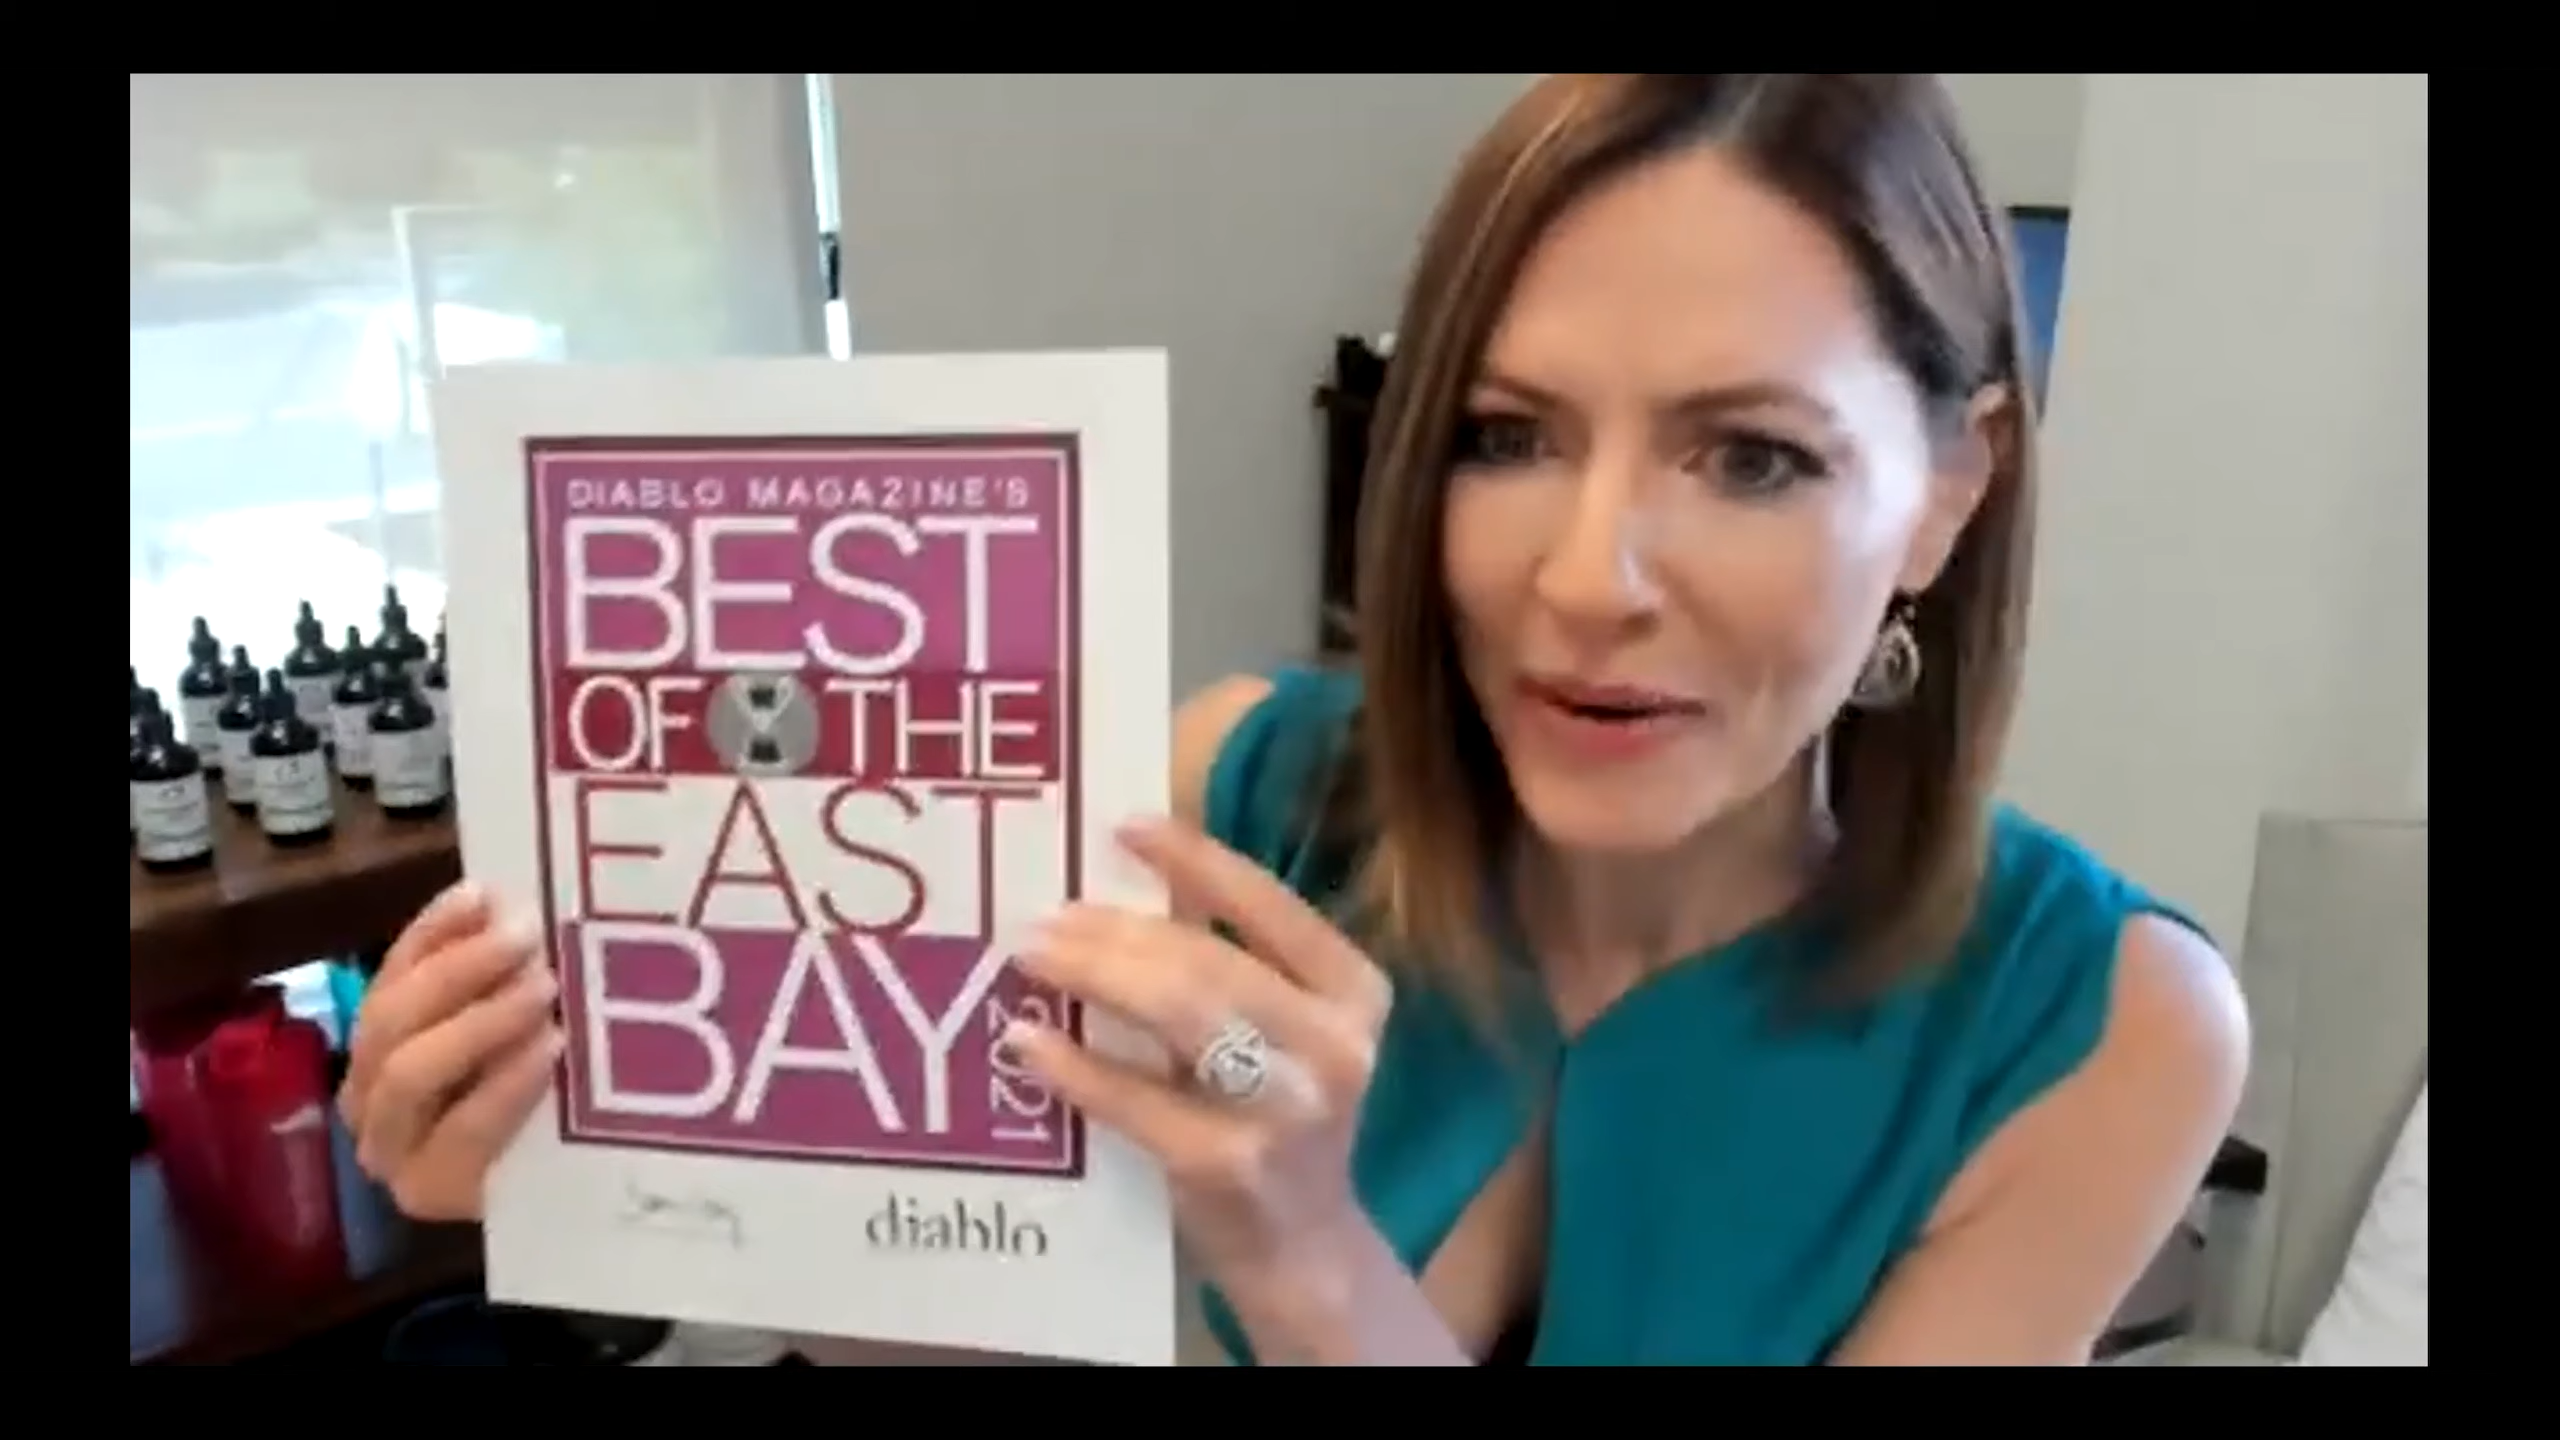 DIABLO MAGAZINE'S
BEST
OF THE
EAST
BAY
2021
diablo